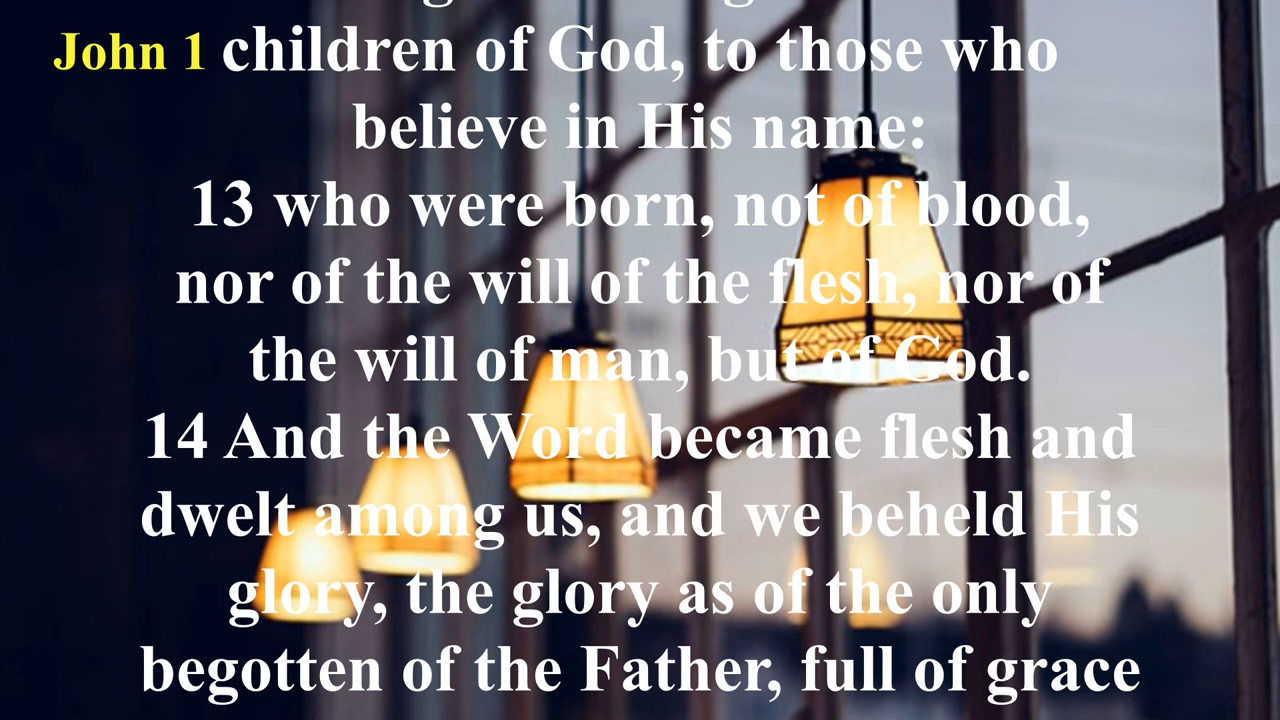 John 1 children of God, to those who
believe in His name:
13 who were born, not of blood,
nor of the will of the flesh, nor of
the will of man, but of God.
14 And the Word became flesh and
dwelt among us, and we beheld His
glory, the glory as of the only
begotten of the Father, full of grace